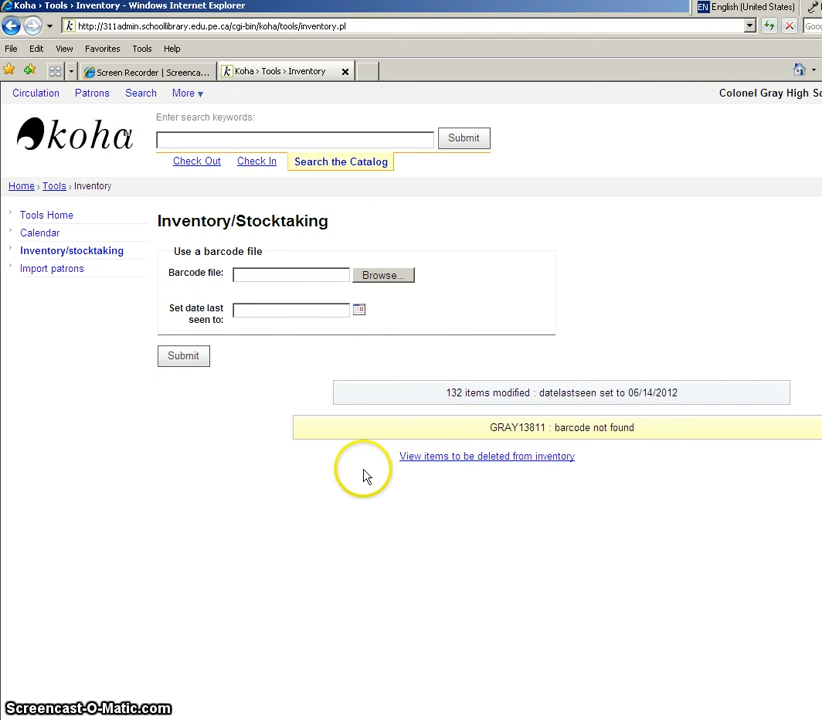 Koha › Tools › Inventory - Windows Internet Explorer
EN English (United States)
http://311admin.schoollibrary.edu.pe.ca/cgi-bin/koha/tools/inventory.pl
File Edit View Favorites Tools Help
Screen Recorder | Screenca...
Koha › Tools › Inventory
Circulation Patrons Search More ▼
Colonel Gray High
koha
Enter search keywords:
Submit
Check Out Check In Search the Catalog
Home › Tools › Inventory
Tools Home
Calendar
Inventory/stocktaking
Import patrons
Inventory/Stocktaking
Use a barcode file
Barcode file: Browse...
Set date last
seen to:
Submit
132 items modified : datelastseen set to 06/14/2012
GRAY13811 : barcode not found
View items to be deleted from inventory
Screencast-O-Matic.com